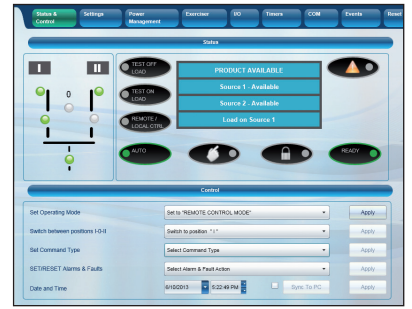 Status & Control
Settings
Power Management
Exerciser
I/O
Timers
COM
Events
Reset
Status
I
II
0
TEST OFF LOAD
TEST ON LOAD
REMOTE / LOCAL CTRL
PRODUCT AVAILABLE
Source 1 - Available
Source 2 - Available
Load on Source 1
AUTO
READY
Control
Set Operating Mode
Set to "REMOTE CONTROL MODE"
Apply
Switch between positions I-0-II
Switch to position
Apply
Set Command Type
Select Command Type
Apply
SET/RESET Alarms & Faults
Select Alarm & Fault Action
Apply
Date and Time
6/10/2013
5:22:49 PM
Sync To PC
Apply